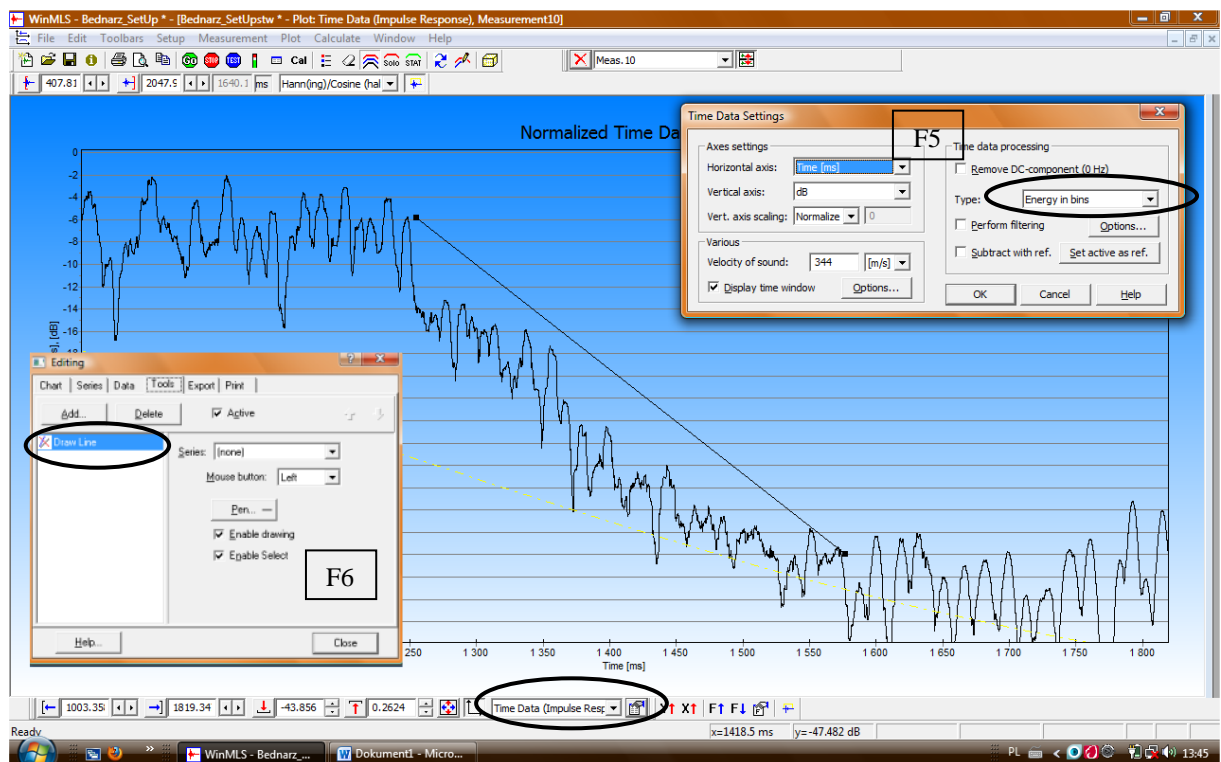 WinMLS - Bednarz_SetUp * - [Bednarz_SetUpstw * - Plot: Time Data (Impulse Response), Measurement10]
File Edit Toolbars Setup Measurement Plot Calculate Window Help
Go STOP TEST Cal Solo STAT Meas. 10
407.81 2047.9 1640.1 ms Hann(ing)/Cosine (hal
Normalized Time Da
0
-2
-4
-6
-8
-10
-12
-14
-16
[dB]
Time Data Settings
F5
Axes settings
Horizontal axis: Time [ms]
Vertical axis: dB
Vert. axis scaling: Normalize 0
Various
Velocity of sound: 344 [m/s]
Display time window Options...
Time data processing
Remove DC-component (0 Hz)
Type: Energy in bins
Perform filtering Options...
Subtract with ref. Set active as ref.
OK Cancel Help
Editing
Chart Series Data Tools Export Print
Add... Delete Active
Draw Line
Series: (none)
Mouse button: Left
Pen...
Enable drawing
Enable Select
F6
Help... Close
250 1 300 1 350 1 400 1 450 1 500 1 550 1 600 1 650 1 700 1 750 1 800
Time [ms]
1003.35 1819.34 -43.856 0.2624 Time Data (Impulse Resp
Ready x=1418.5 ms y=-47.482 dB
WinMLS - Bednarz_... Dokument1 - Micro... PL 13:45